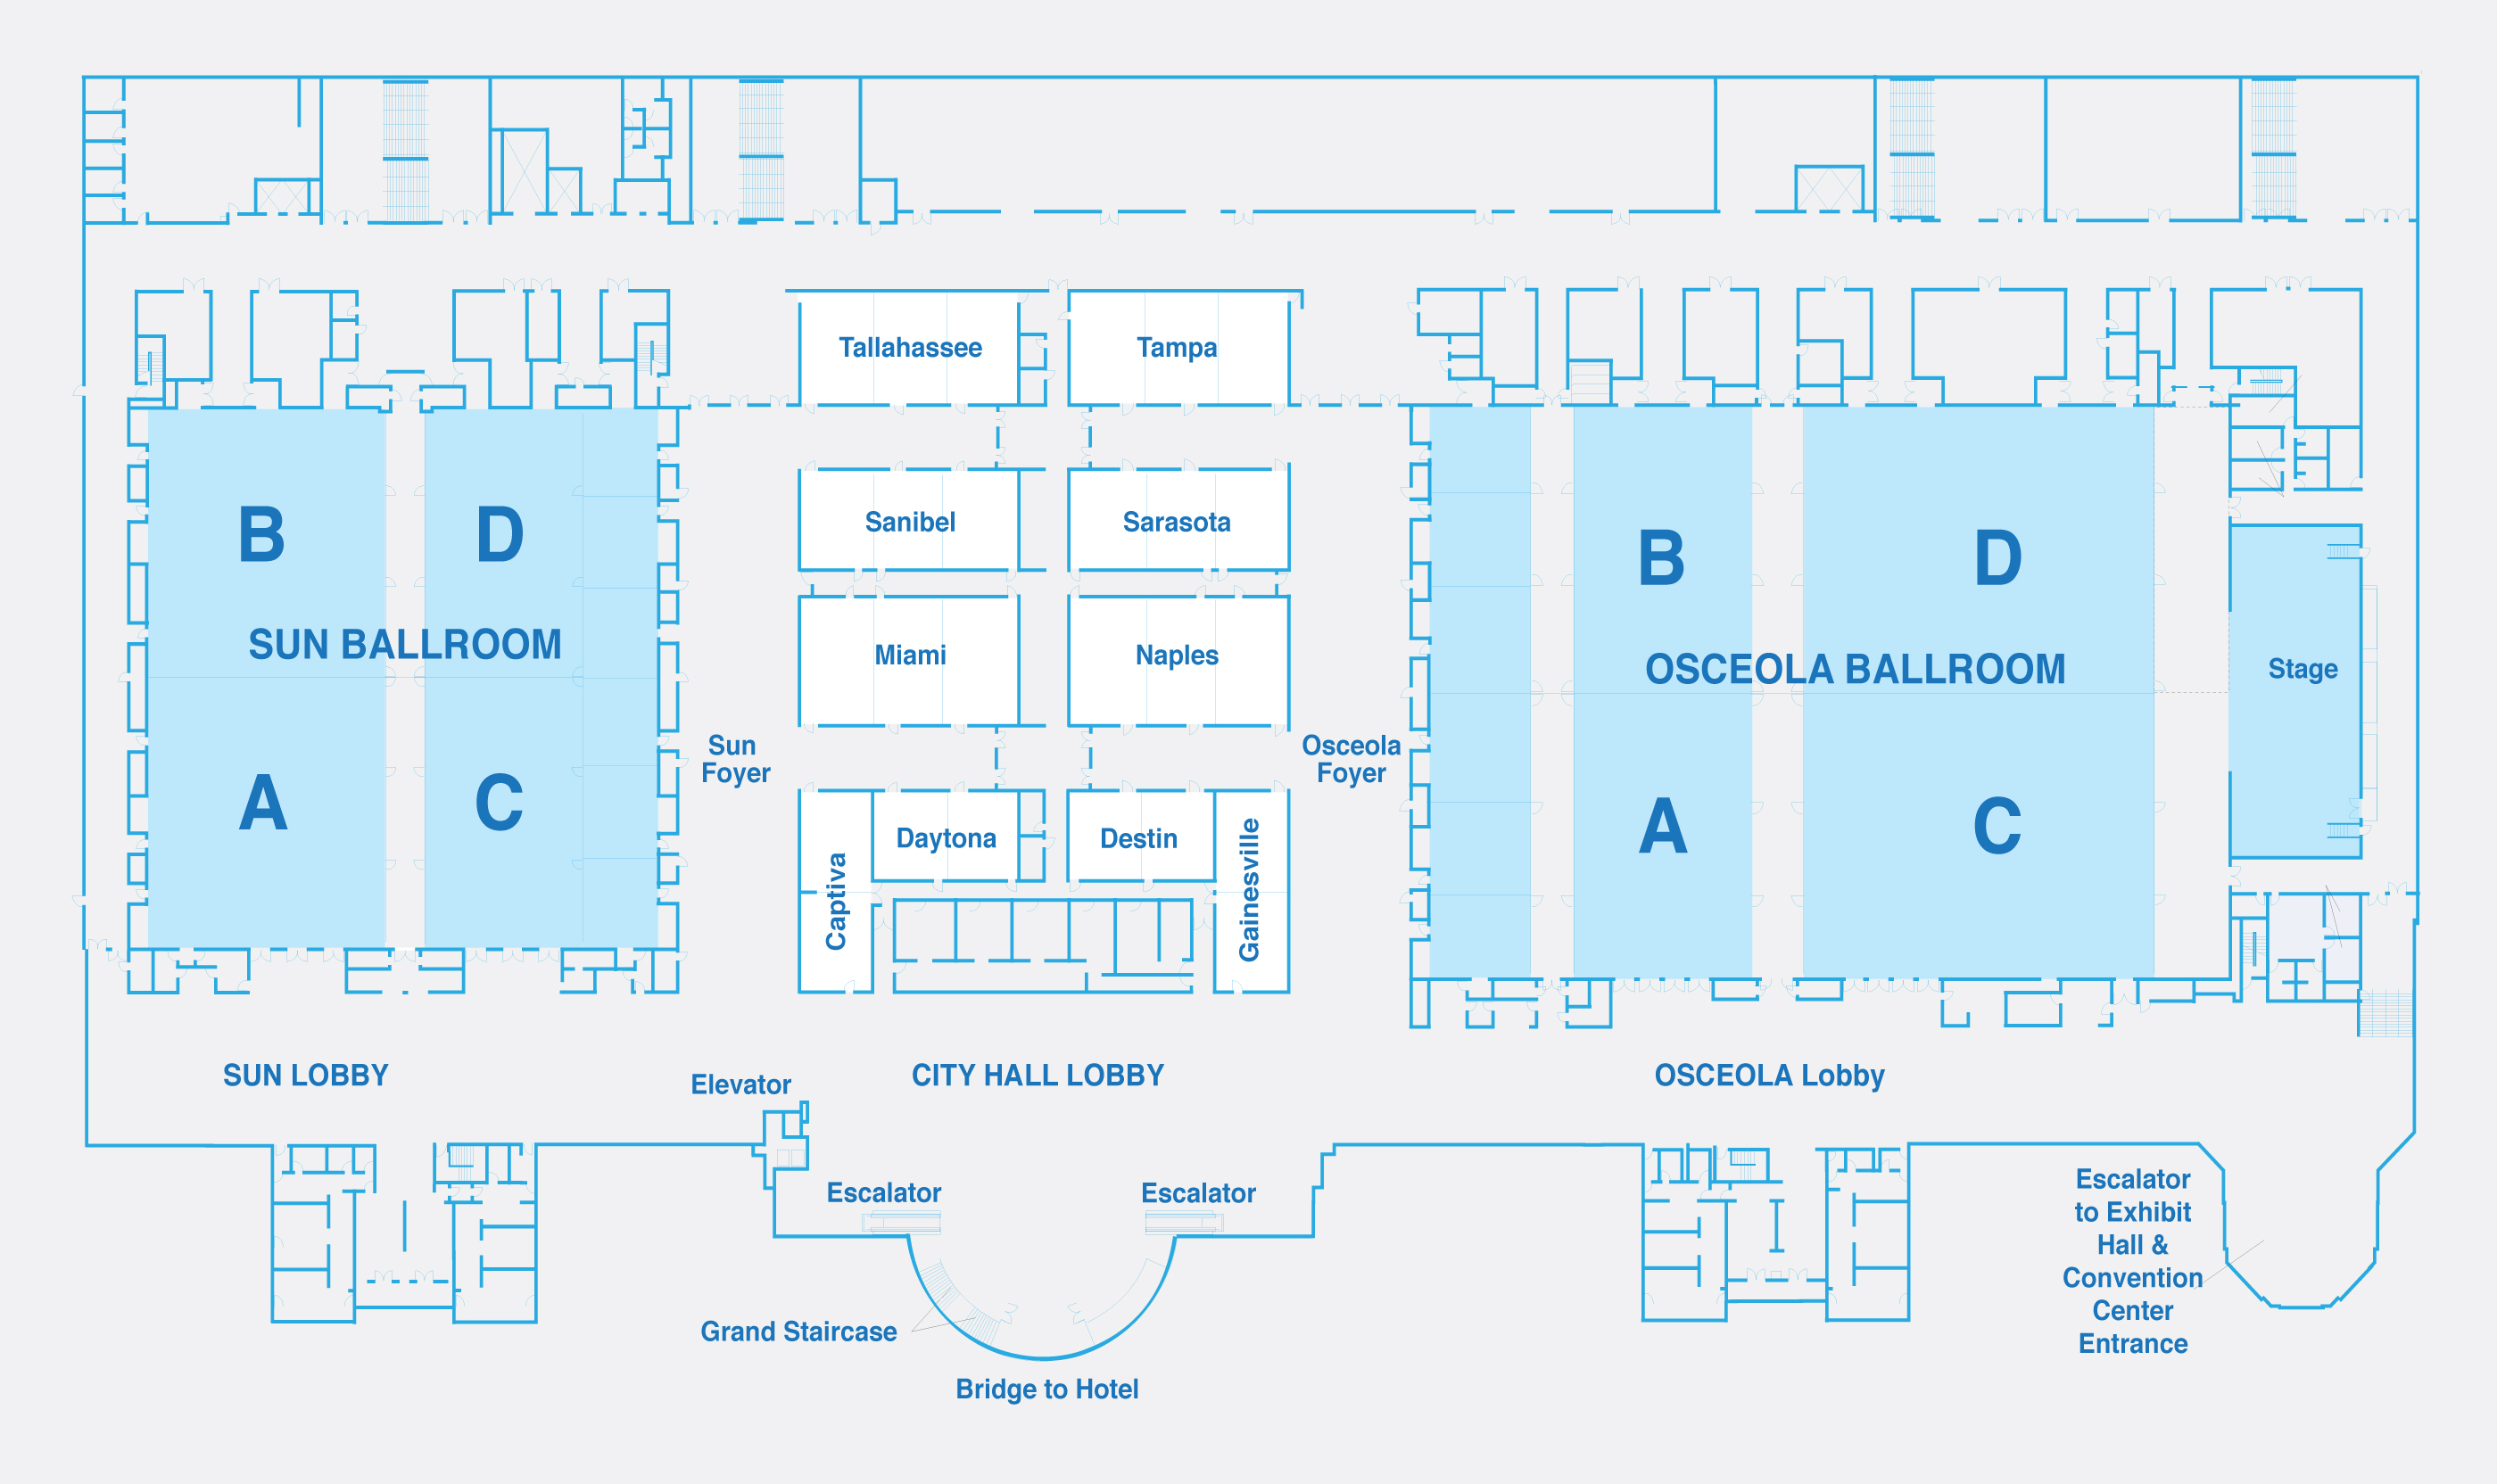 Tallahassee
Tampa
B
D
Sanibel
Sarasota
B
D
SUN BALLROOM
Miami
Naples
OSCEOLA BALLROOM
Stage
Sun
Foyer
Osceola
Foyer
A
C
Captiva
Daytona
Destin
Gainesville
A
C
SUN LOBBY
Elevator
CITY HALL LOBBY
OSCEOLA Lobby
Escalator
Escalator
Escalator
to Exhibit
Hall &
Convention
Center
Entrance
Grand Staircase
Bridge to Hotel